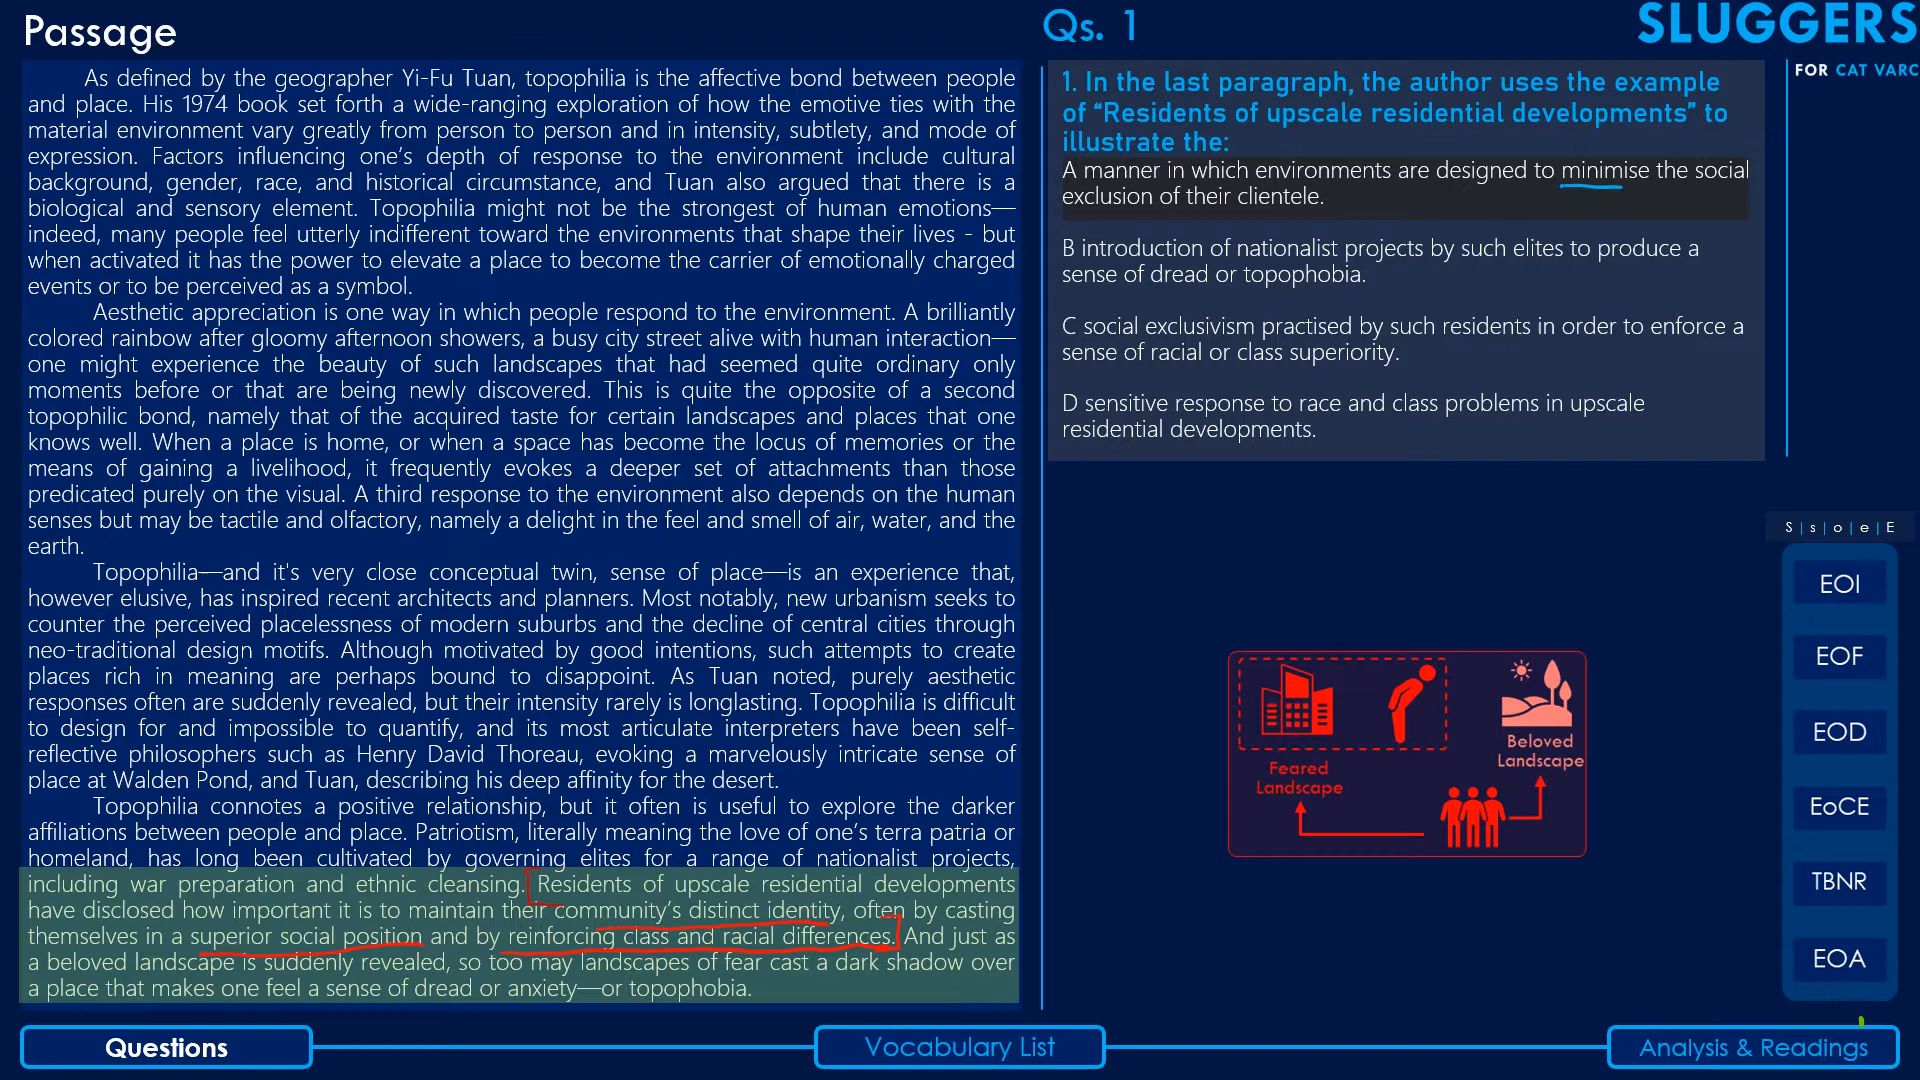 Passage
As defined by the geographer Yi-Fu Tuan, topophilia is the affective bond between people
and place. His 1974 book set forth a wide-ranging exploration of how the emotive ties with the
material environment vary greatly from person to person and in intensity, subtlety, and mode of
expression. Factors influencing one's depth of response to the environment include cultural
background, gender, race, and historical circumstance, and Tuan also argued that there is a
biological and sensory element. Topophilia might not be the strongest of human emotions—
indeed, many people feel utterly indifferent toward the environments that shape their lives - but
when activated it has the power to elevate a place to become the carrier of emotionally charged
events or to be perceived as a symbol.
Aesthetic appreciation is one way in which people respond to the environment. A brilliantly
colored rainbow after gloomy afternoon showers, a busy city street alive with human interaction—
one might experience the beauty of such landscapes that had seemed quite ordinary only
moments before or that are being newly discovered. This is quite the opposite of a second
topophilic bond, namely that of the acquired taste for certain landscapes and places that one
knows well. When a place is home, or when a space has become the locus of memories or the
means of gaining a livelihood, it frequently evokes a deeper set of attachments than those
predicated purely on the visual. A third response to the environment also depends on the human
senses but may be tactile and olfactory, namely a delight in the feel and smell of air, water, and the
earth.
Topophilia—and it's very close conceptual twin, sense of place—is an experience that,
however elusive, has inspired recent architects and planners. Most notably, new urbanism seeks to
counter the perceived placelessness of modern suburbs and the decline of central cities through
neo-traditional design motifs. Although motivated by good intentions, such attempts to create
places rich in meaning are perhaps bound to disappoint. As Tuan noted, purely aesthetic
responses often are suddenly revealed, but their intensity rarely is longlasting. Topophilia is difficult
to design for and impossible to quantify, and its most articulate interpreters have been self-
reflective philosophers such as Henry David Thoreau, evoking a marvelously intricate sense of
place at Walden Pond, and Tuan, describing his deep affinity for the desert.
Topophilia connotes a positive relationship, but it often is useful to explore the darker
affiliations between people and place. Patriotism, literally meaning the love of one's terra patria or
homeland, has long been cultivated by governing elites for a range of nationalist projects,
including war preparation and ethnic cleansing. Residents of upscale residential developments
have disclosed how important it is to maintain their community's distinct identity, often by casting
themselves in a superior social position and by reinforcing class and racial differences. And just as
a beloved landscape is suddenly revealed, so too may landscapes of fear cast a dark shadow over
a place that makes one feel a sense of dread or anxiety—or topophobia.
Qs. 1
SLUGGERS
FOR CAT VARC
1. In the last paragraph, the author uses the example
of “Residents of upscale residential developments” to
illustrate the:
A manner in which environments are designed to minimise the social
exclusion of their clientele.
B introduction of nationalist projects by such elites to produce a
sense of dread or topophobia.
C social exclusivism practised by such residents in order to enforce a
sense of racial or class superiority.
D sensitive response to race and class problems in upscale
residential developments.
S | s | o | e | E
EOI
EOF
EOD
EoCE
TBNR
EOA
Feared
Landscape
Beloved
Landscape
Questions
Vocabulary List
Analysis & Readings